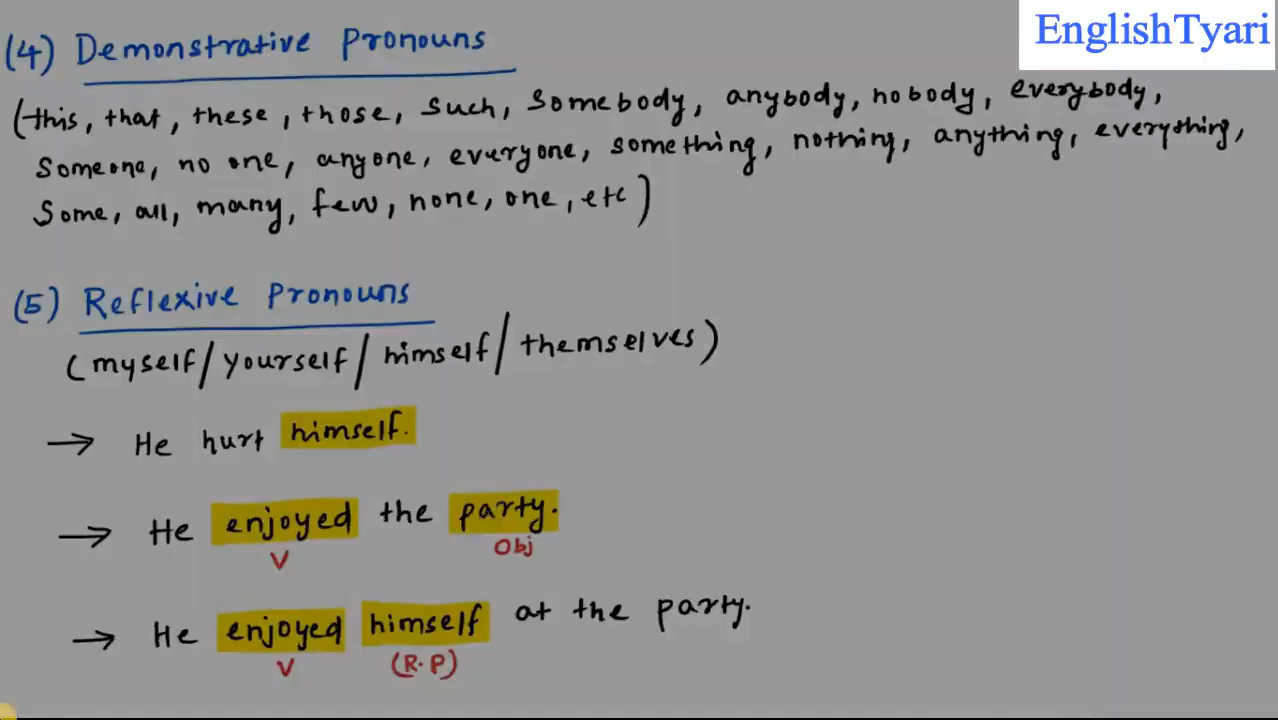 EnglishTyari
(4) Demonstrative Pronouns
(this, that, these, those, such, somebody, anybody, nobody, everybody,
someone, no one, anyone, everyone, something, nothing, anything, everything,
some, all, many, few, none, one, etc)
(5) Reflexive Pronouns
(myself/yourself/himself/themselves)
→ He hurt himself.
→ He enjoyed the party.
V Obj
→ He enjoyed himself at the party.
V (R.P)